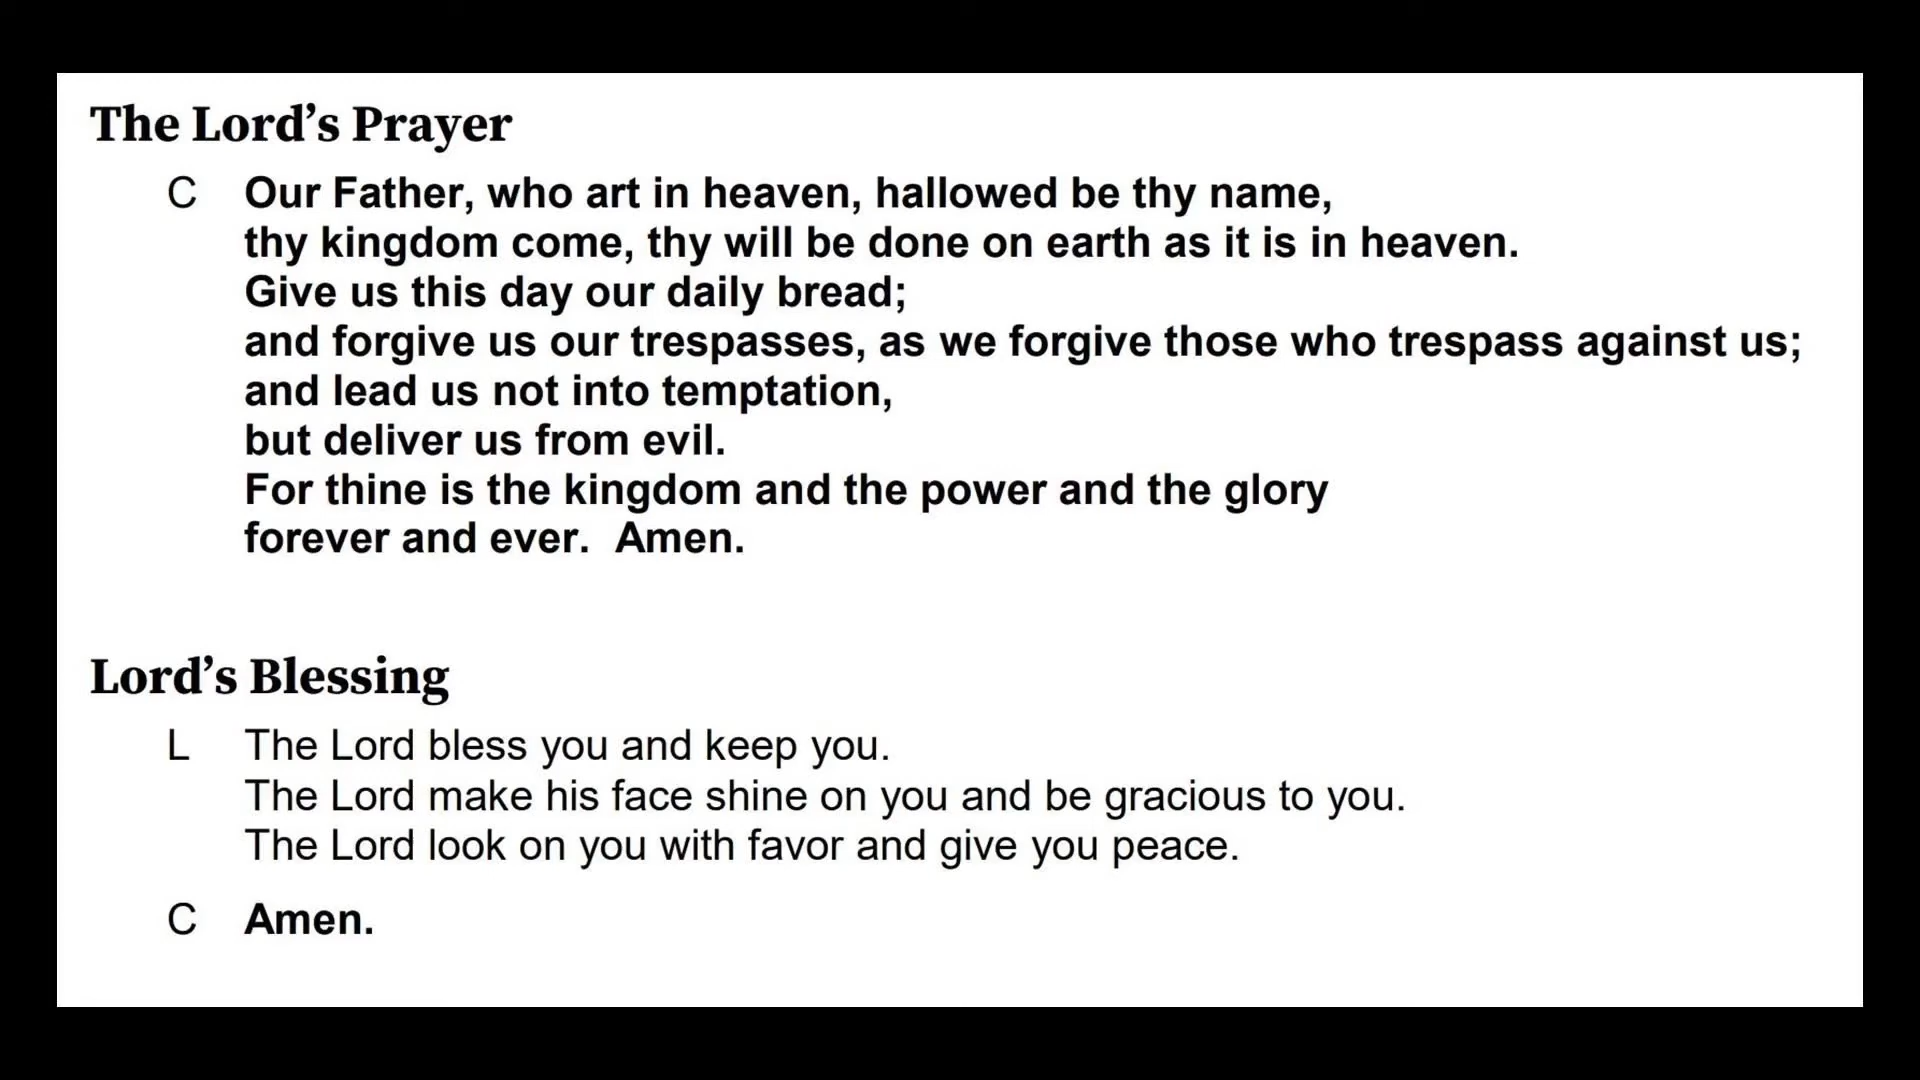 The Lord’s Prayer
C Our Father, who art in heaven, hallowed be thy name,
thy kingdom come, thy will be done on earth as it is in heaven.
Give us this day our daily bread;
and forgive us our trespasses, as we forgive those who trespass against us;
and lead us not into temptation,
but deliver us from evil.
For thine is the kingdom and the power and the glory
forever and ever. Amen.
Lord’s Blessing
L The Lord bless you and keep you.
The Lord make his face shine on you and be gracious to you.
The Lord look on you with favor and give you peace.
C Amen.